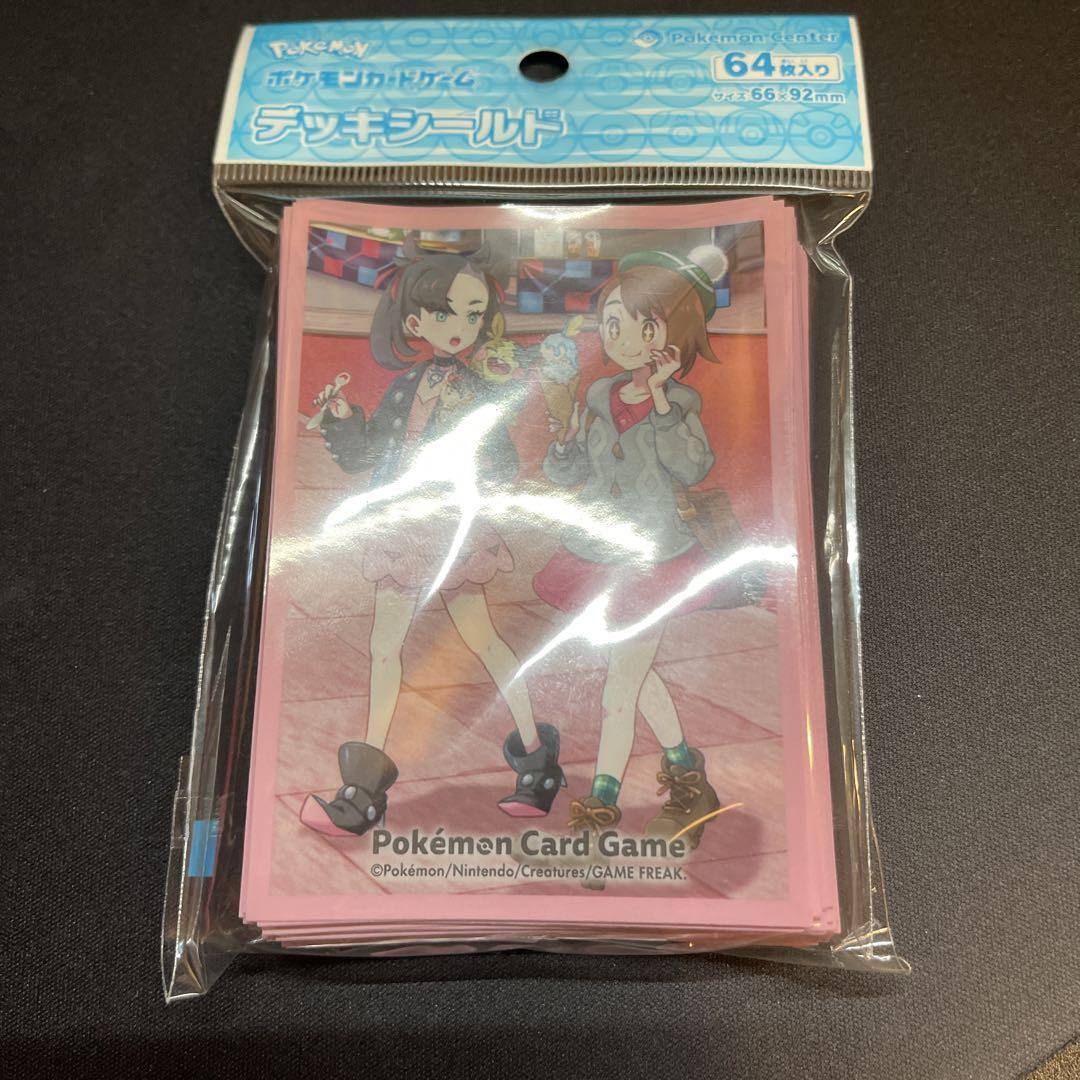 POKéMON
Pokémon Center
ポケモンカードゲーム
64枚入り
サイズ 66×92mm
デッキシールド
Pokémon Card Game
©Pokémon/Nintendo/Creatures/GAME FREAK.